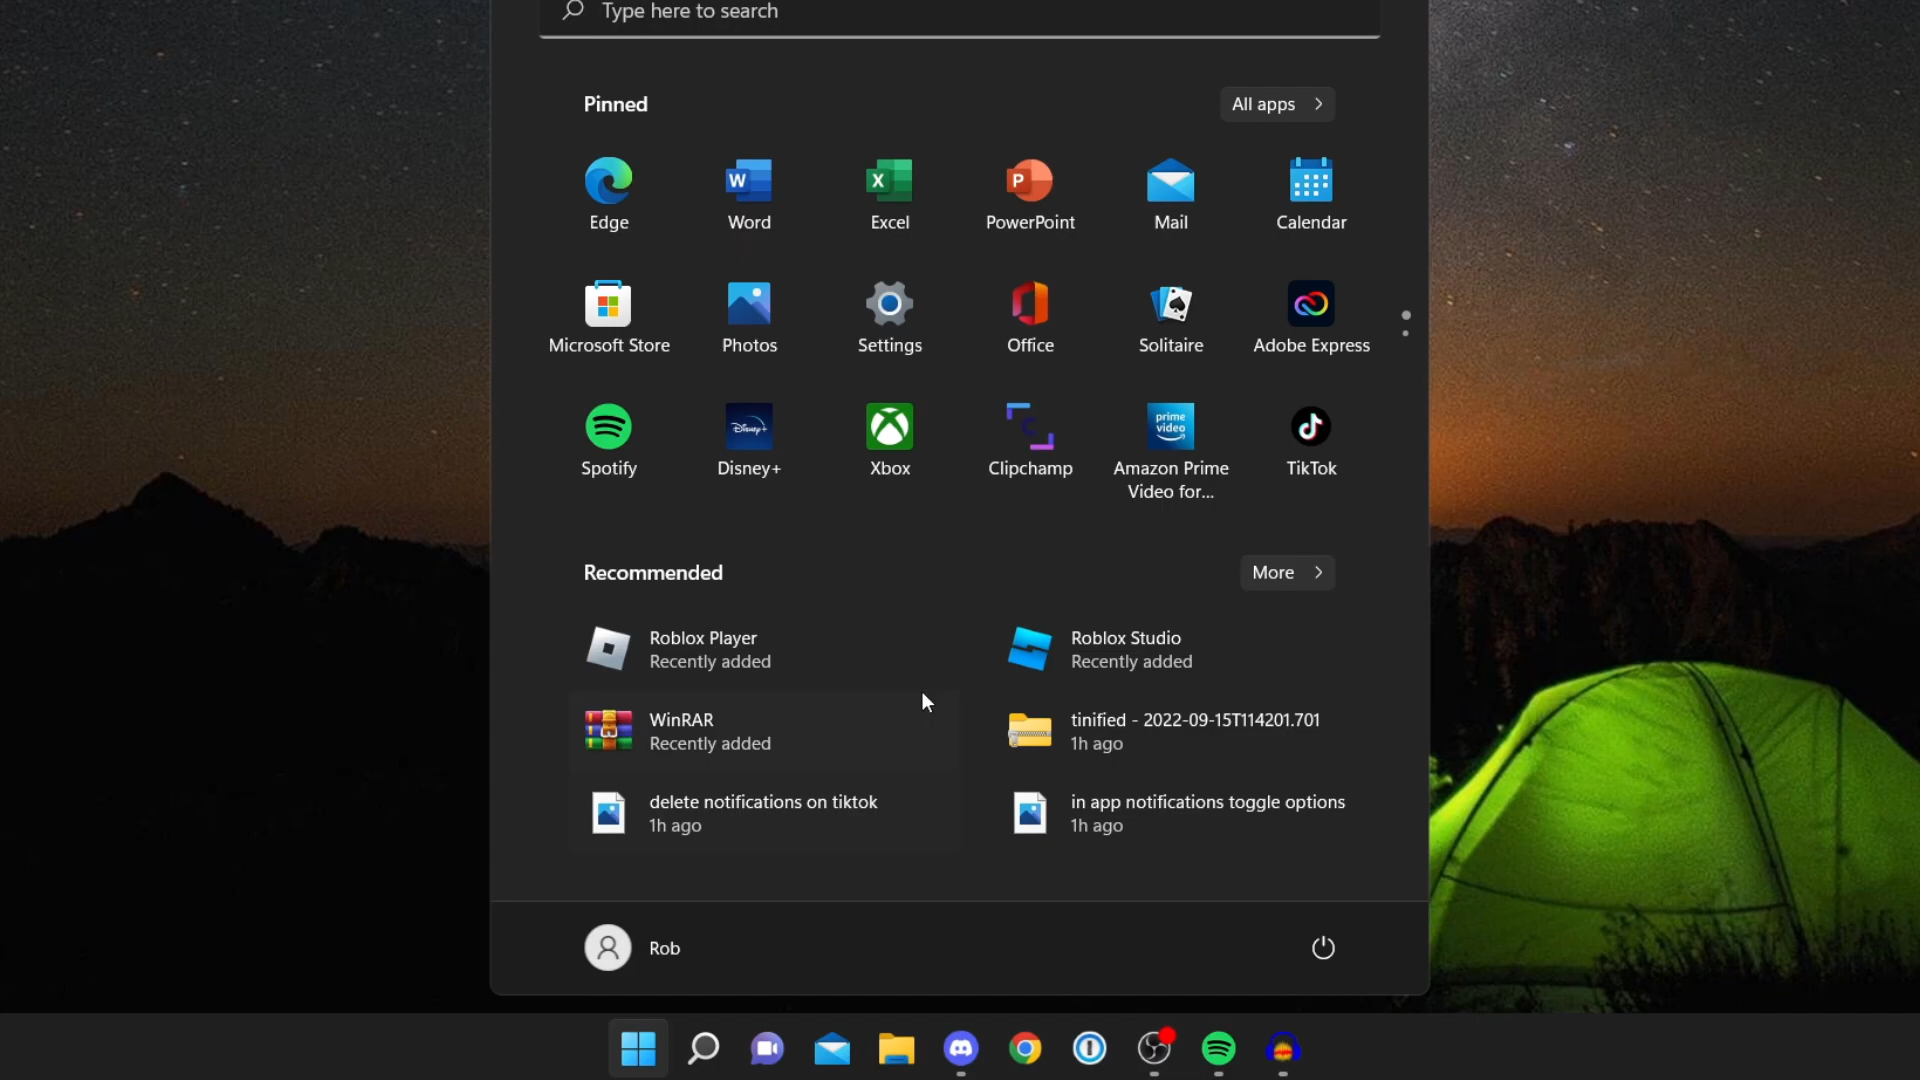 Type here to search
Pinned
All apps
Edge
Word
Excel
PowerPoint
Mail
Calendar
Microsoft Store
Photos
Settings
Office
Solitaire
Adobe Express
Spotify
Disney+
Xbox
Clipchamp
Amazon Prime
Video for...
TikTok
Recommended
More
Roblox Player
Recently added
Roblox Studio
Recently added
WinRAR
Recently added
tinified - 2022-09-15T114201.701
1h ago
delete notifications on tiktok
1h ago
in app notifications toggle options
1h ago
Rob